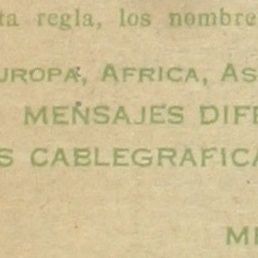 ta regla, los nombre
UROPA, AFRICA, AS
MENSAJES DIF
S CABLEGRAFICA
M